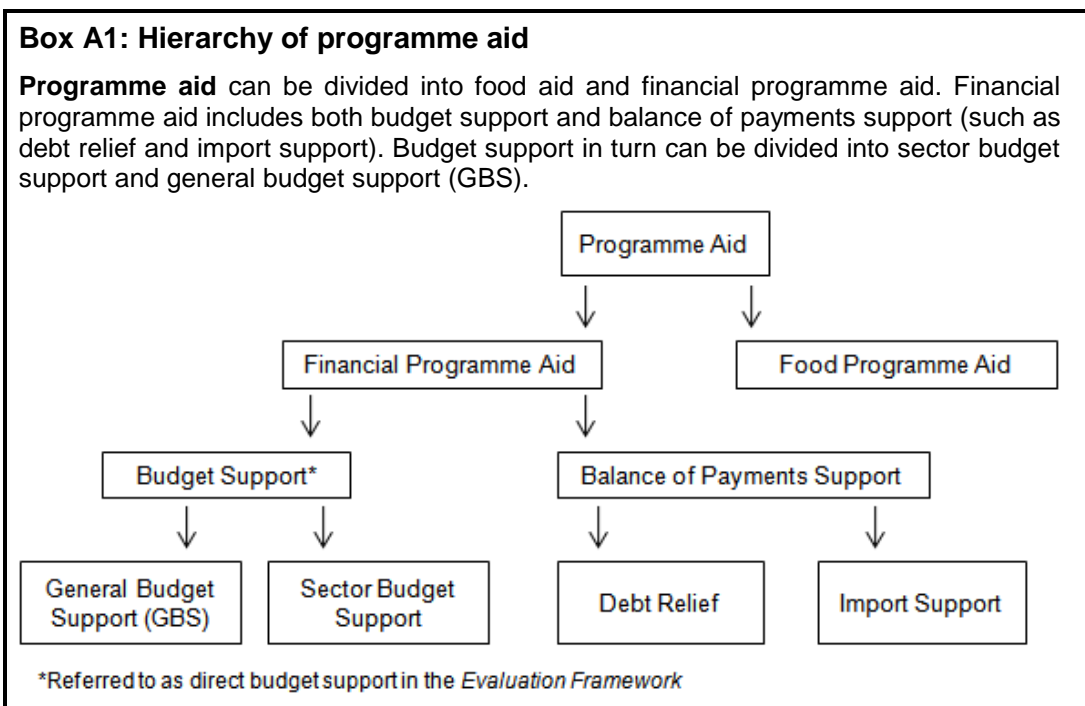 Box A1: Hierarchy of programme aid
Programme aid can be divided into food aid and financial programme aid. Financial
programme aid includes both budget support and balance of payments support (such as
debt relief and import support). Budget support in turn can be divided into sector budget
support and general budget support (GBS).
Programme Aid
Financial Programme Aid
Food Programme Aid
Budget Support*
Balance of Payments Support
General Budget
Support (GBS)
Sector Budget
Support
Debt Relief
Import Support
*Referred to as direct budget support in the Evaluation Framework